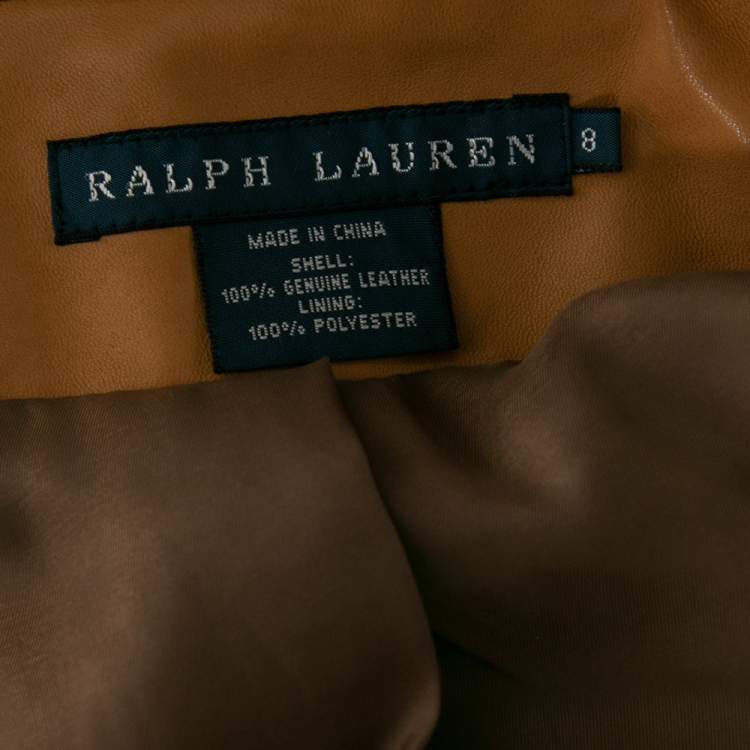 RALPH LAUREN 8
MADE IN CHINA
SHELL:
100% GENUINE LEATHER
LINING:
100% POLYESTER